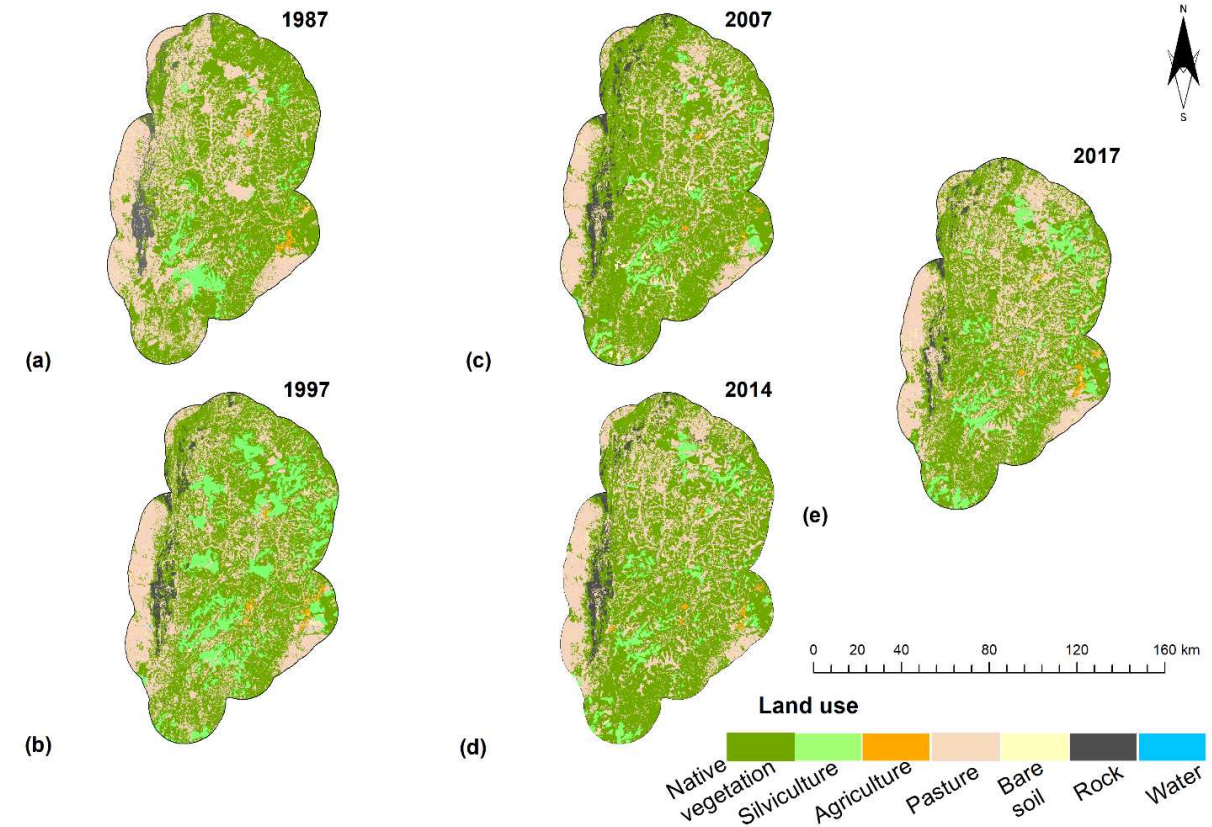 1987
2007
N
S
2017
(a)
(c)
1997
2014
(e)
(b)
(d)
0 20 40 80 120 160 km
Land use
Native
vegetation
Silviculture
Agriculture
Pasture
Bare
soil
Rock
Water